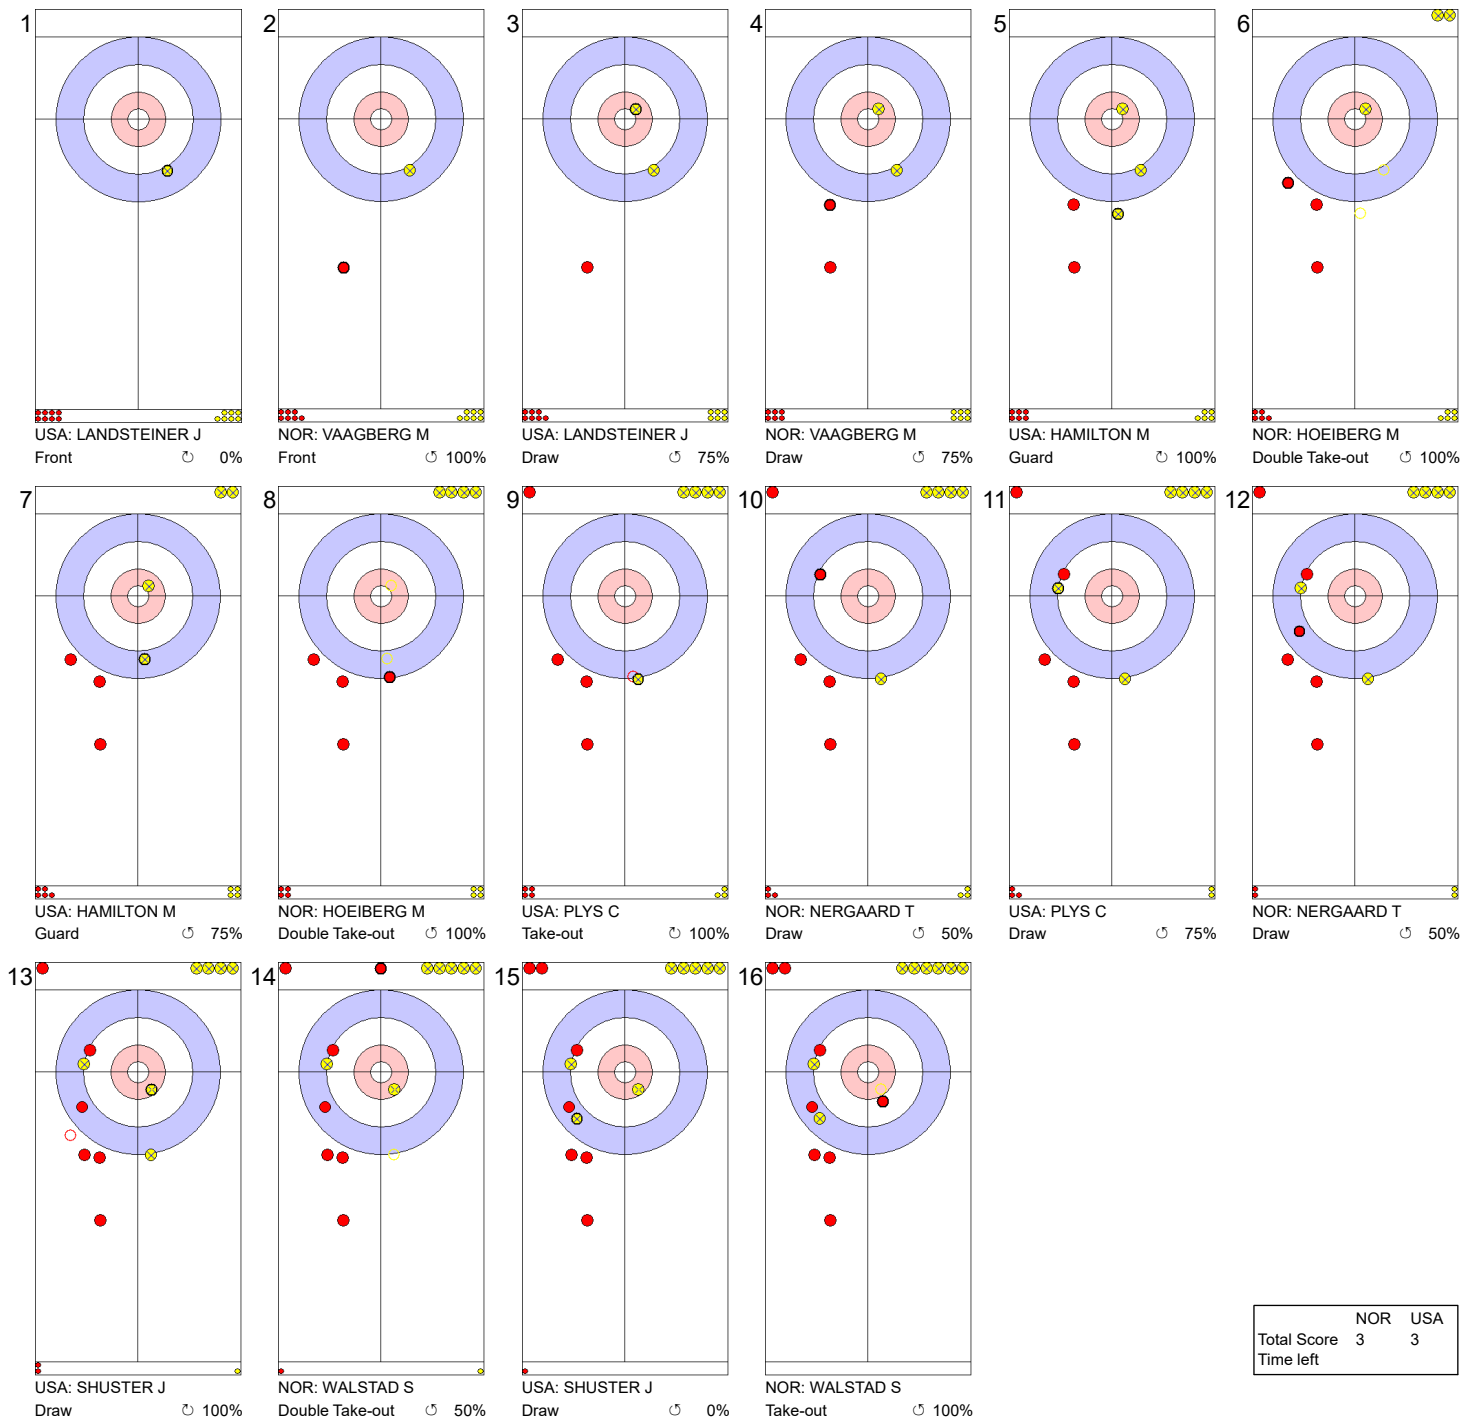 1 2 3 4 5 6
USA: LANDSTEINER J NOR: VAAGBERG M USA: LANDSTEINER J NOR: VAAGBERG M USA: HAMILTON M NOR: HOEIBERG M
Front ↻ 0% Front ↺ 100% Draw ↺ 75% Draw ↺ 75% Guard ↻ 100% Double Take-out ↺ 100%
7 8 9 10 11 12
USA: HAMILTON M NOR: HOEIBERG M USA: PLYS C NOR: NERGAARD T USA: PLYS C NOR: NERGAARD T
Guard ↺ 75% Double Take-out ↺ 100% Take-out ↻ 100% Draw ↺ 50% Draw ↺ 75% Draw ↺ 50%
13 14 15 16
NOR USA
Total Score 3 3
Time left
USA: SHUSTER J NOR: WALSTAD S USA: SHUSTER J NOR: WALSTAD S
Draw ↻ 100% Double Take-out ↺ 50% Draw ↺ 0% Take-out ↺ 100%